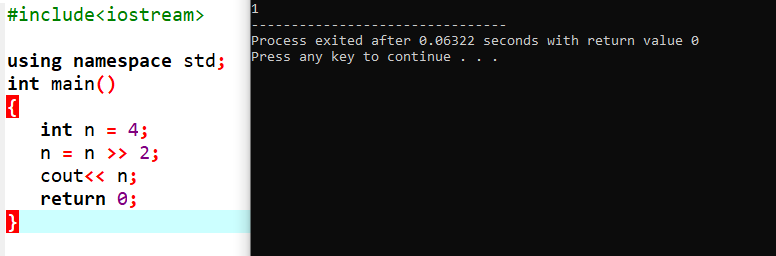 #include<iostream>
using namespace std;
int main()
{
int n = 4;
n = n >> 2;
cout<< n;
return 0;
}
1
--------------------------------
Process exited after 0.06322 seconds with return value 0
Press any key to continue . . .